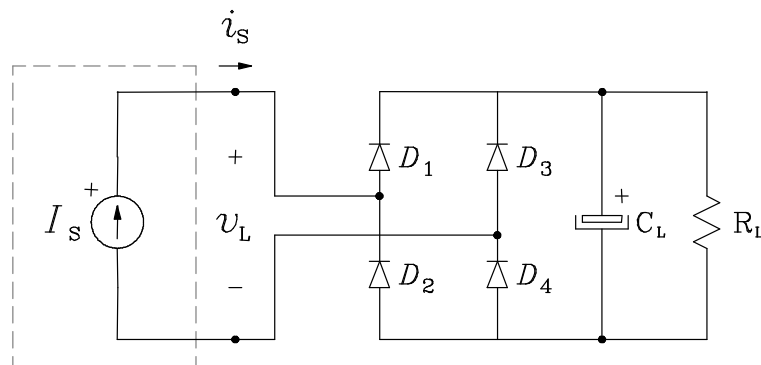 i_S
+
D_1
D_3
+
+
I_S
v_L
C_L
R_L
−
D_2
D_4